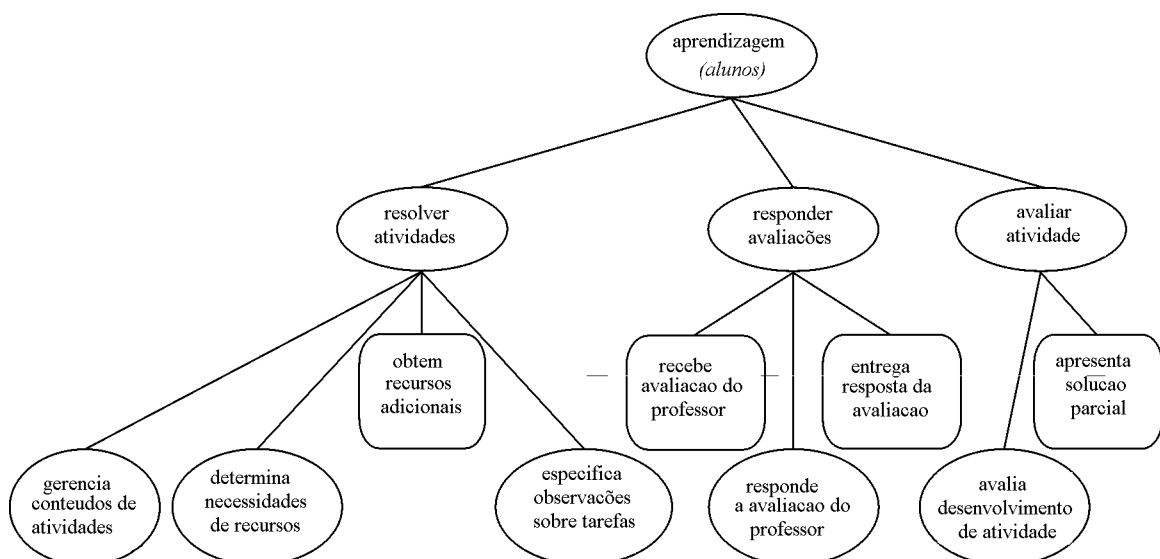 aprendizagem
(alunos)
resolver
atividades
responder
avaliacões
avaliar
atividade
obtem
recursos
adicionais
recebe
avaliacao do
professor
entrega
resposta da
avaliacao
apresenta
solucao
parcial
gerencia
conteudos de
atividades
determina
necessidades
de recursos
especifica
observacões
sobre tarefas
responde
a avaliacao do
professor
avalia
desenvolvimento
de atividade